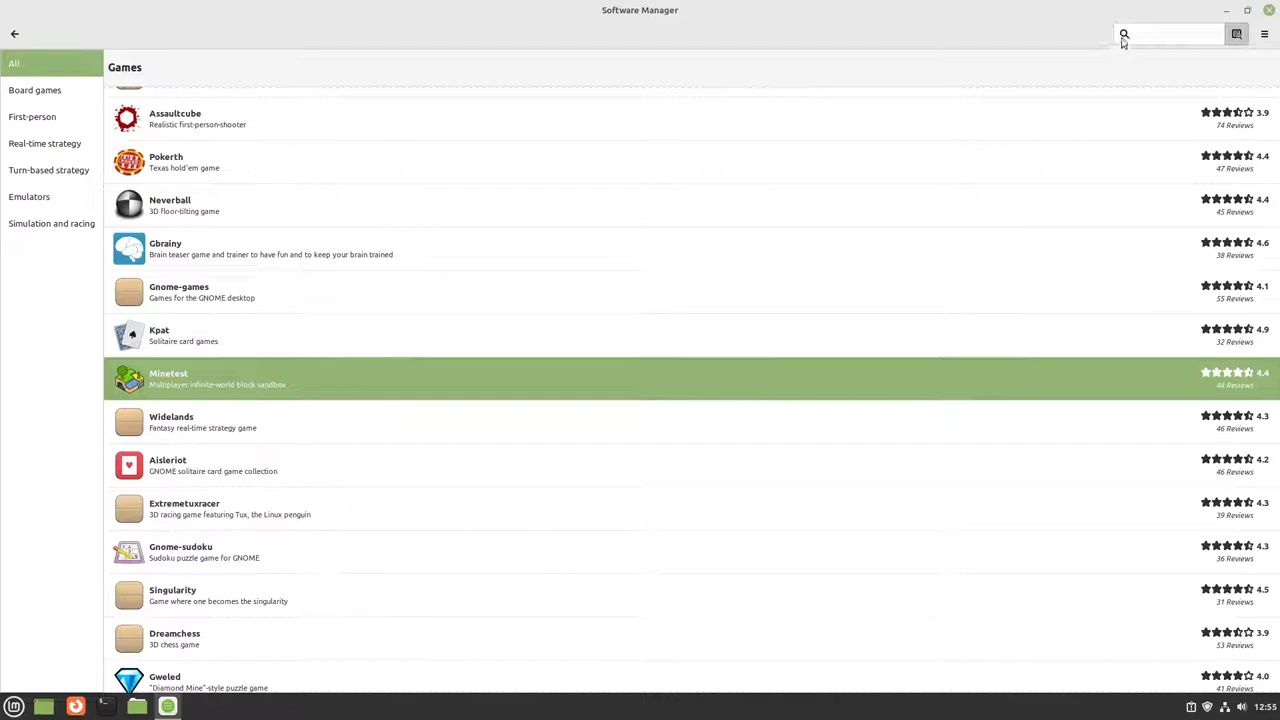 Software Manager
All
Board games
First-person
Real-time strategy
Turn-based strategy
Emulators
Simulation and racing
Games
Assaultcube
Realistic first-person-shooter
3.9
74 Reviews
Pokerth
Texas hold'em game
4.4
47 Reviews
Neverball
3D floor-tilting game
4.4
45 Reviews
Gbrainy
Brain teaser game and trainer to have fun and to keep your brain trained
4.6
38 Reviews
Gnome-games
Games for the GNOME desktop
4.1
55 Reviews
Kpat
Solitaire card games
4.9
32 Reviews
Minetest
Multiplayer infinite-world block sandbox
4.4
44 Reviews
Widelands
Fantasy real-time strategy game
4.3
46 Reviews
Aisleriot
GNOME solitaire card game collection
4.2
46 Reviews
Extremetuxracer
3D racing game featuring Tux, the Linux penguin
4.3
39 Reviews
Gnome-sudoku
Sudoku puzzle game for GNOME
4.3
36 Reviews
Singularity
Game where one becomes the singularity
4.5
31 Reviews
Dreamchess
3D chess game
3.9
53 Reviews
Gweled
"Diamond Mine"-style puzzle game
4.0
41 Reviews
12:55